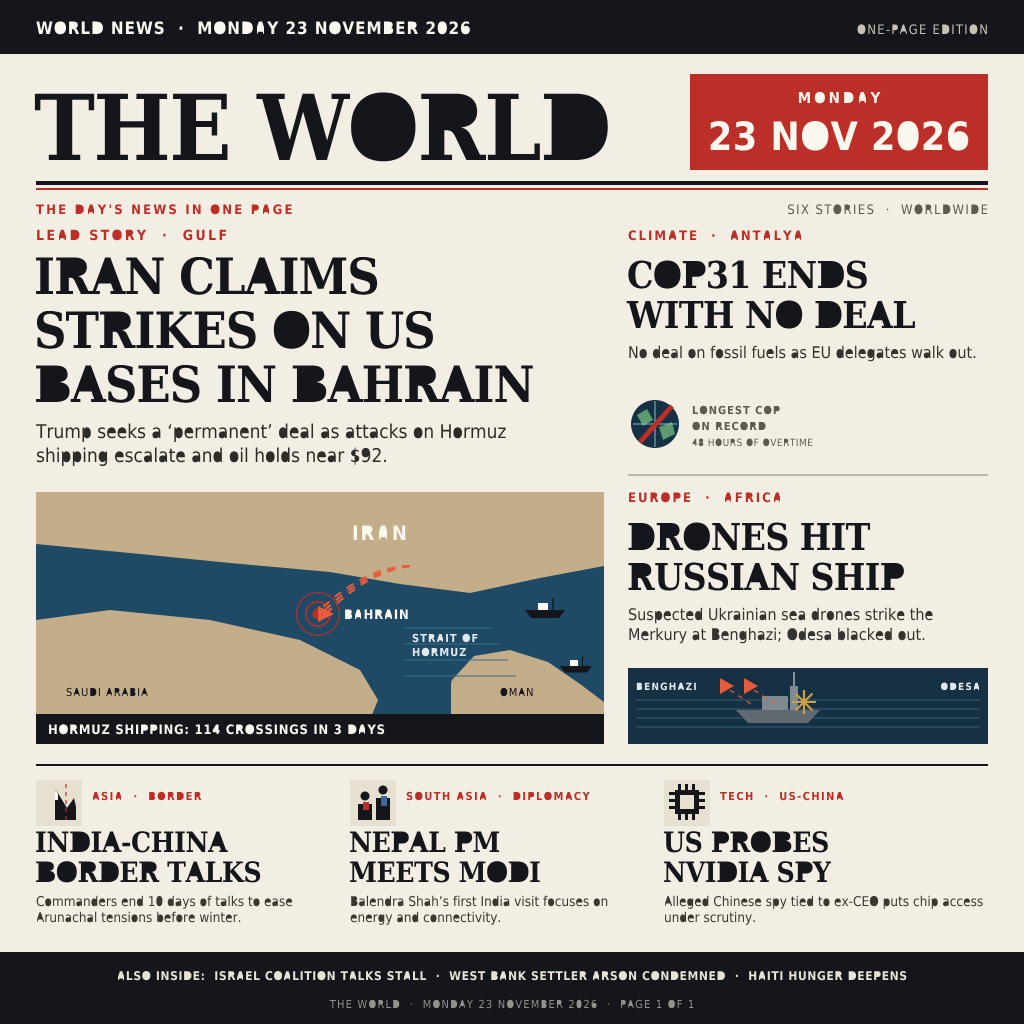 WORLD NEWS · MONDAY 23 NOVEMBER 2026
ONE-PAGE EDITION
THE WORLD
MONDAY
23 NOV 2026
THE DAY'S NEWS IN ONE PAGE
SIX STORIES · WORLDWIDE
LEAD STORY · GULF
IRAN CLAIMS
STRIKES ON US
BASES IN BAHRAIN
Trump seeks a ‘permanent’ deal as attacks on Hormuz
shipping escalate and oil holds near $92.
IRAN
BAHRAIN
STRAIT OF
HORMUZ
SAUDI ARABIA
OMAN
HORMUZ SHIPPING: 114 CROSSINGS IN 3 DAYS
CLIMATE · ANTALYA
COP31 ENDS
WITH NO DEAL
No deal on fossil fuels as EU delegates walk out.
LONGEST COP
ON RECORD
48 HOURS OF OVERTIME
EUROPE · AFRICA
DRONES HIT
RUSSIAN SHIP
Suspected Ukrainian sea drones strike the
Merkury at Benghazi; Odesa blacked out.
BENGHAZI
ODESA
ASIA · BORDER
INDIA-CHINA
BORDER TALKS
Commanders end 10 days of talks to ease
Arunachal tensions before winter.
SOUTH ASIA · DIPLOMACY
NEPAL PM
MEETS MODI
Balendra Shah’s first India visit focuses on
energy and connectivity.
TECH · US-CHINA
US PROBES
NVIDIA SPY
Alleged Chinese spy tied to ex-CEO puts chip access
under scrutiny.
ALSO INSIDE: ISRAEL COALITION TALKS STALL · WEST BANK SETTLER ARSON CONDEMNED · HAITI HUNGER DEEPENS
THE WORLD · MONDAY 23 NOVEMBER 2026 · PAGE 1 OF 1